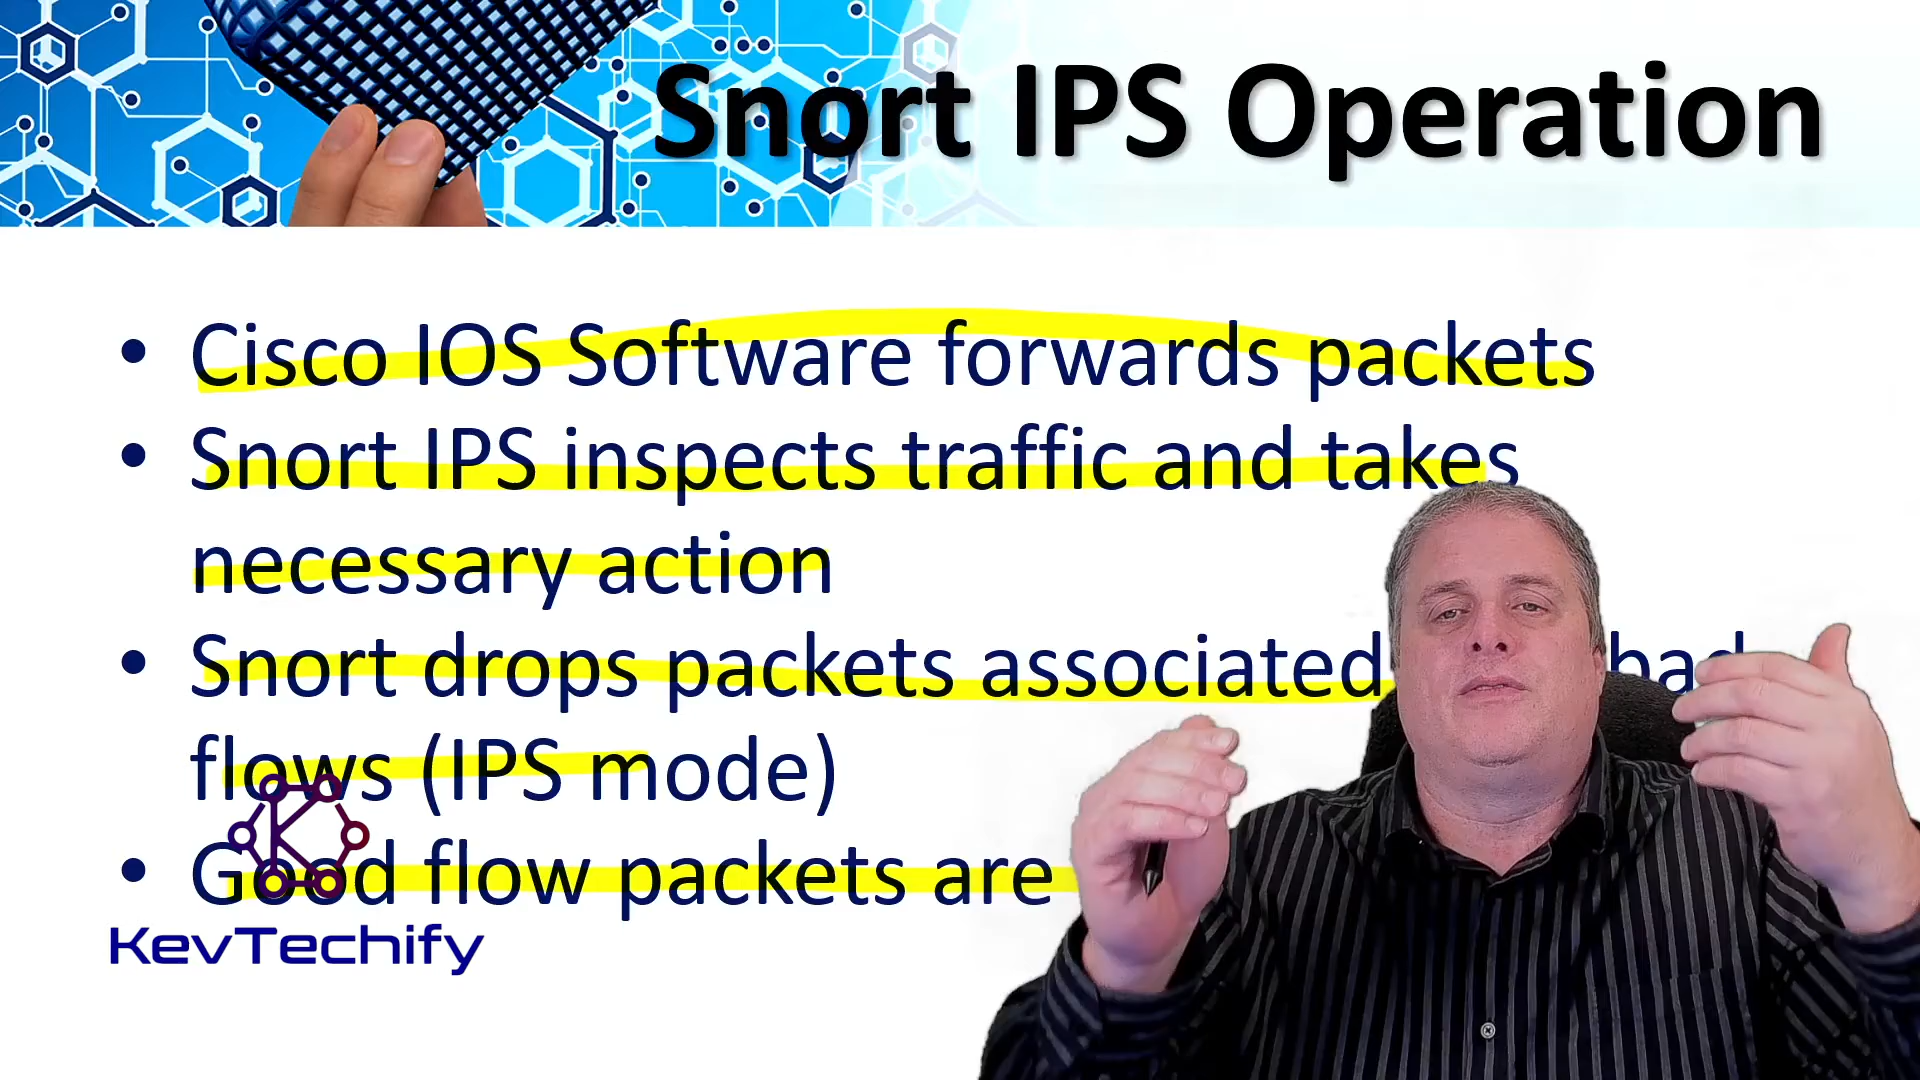 Snort IPS Operation
• Cisco IOS Software forwards packets
• Snort IPS inspects traffic and takes
necessary action
• Snort drops packets associated bad
flows (IPS mode)
• Good flow packets are
KevTechify